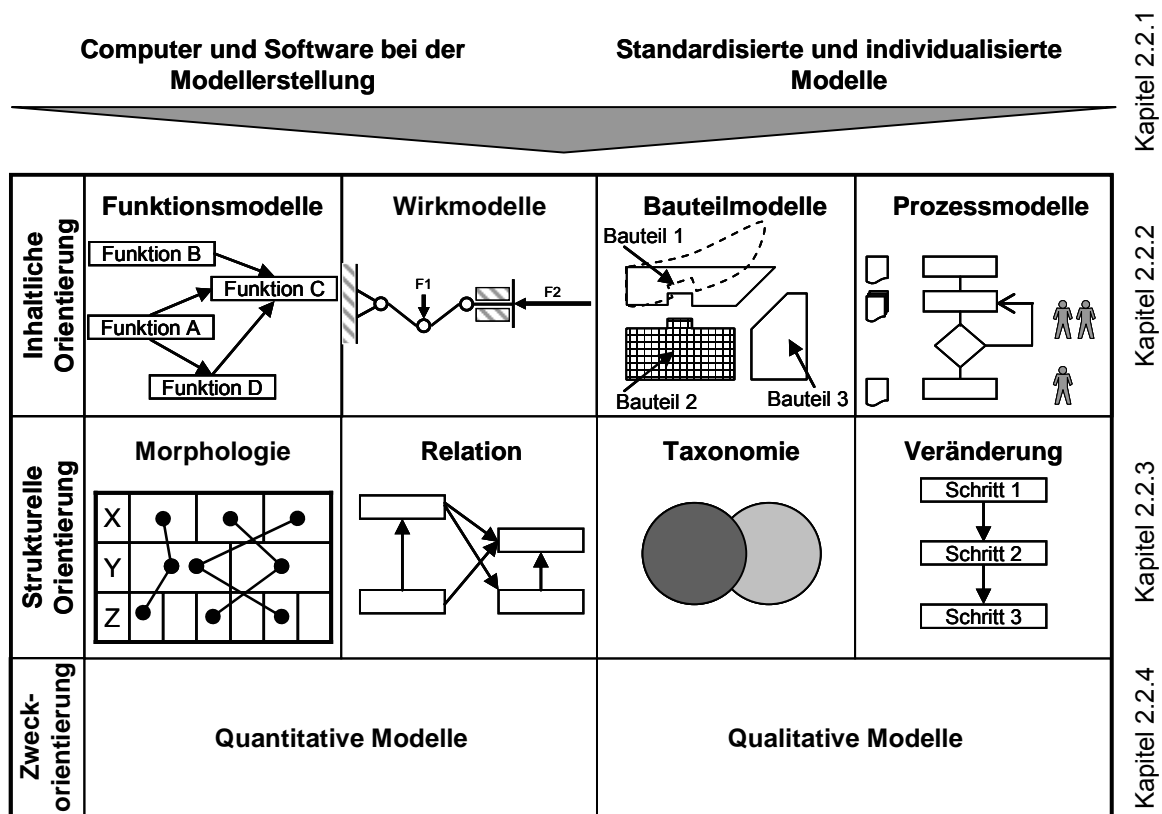 Computer und Software bei der
Modellerstellung
Standardisierte und individualisierte
Modelle
Kapitel 2.2.1
Inhaltliche
Orientierung
Funktionsmodelle
Funktion B
Funktion C
Funktion A
Funktion D
Wirkmodelle
F1
F2
Bauteilmodelle
Bauteil 1
Bauteil 2
Bauteil 3
Prozessmodelle
Kapitel 2.2.2
Strukturelle
Orientierung
Morphologie
X
Y
Z
Relation
Taxonomie
Veränderung
Schritt 1
Schritt 2
Schritt 3
Kapitel 2.2.3
Zweck-
orientierung
Quantitative Modelle
Qualitative Modelle
Kapitel 2.2.4